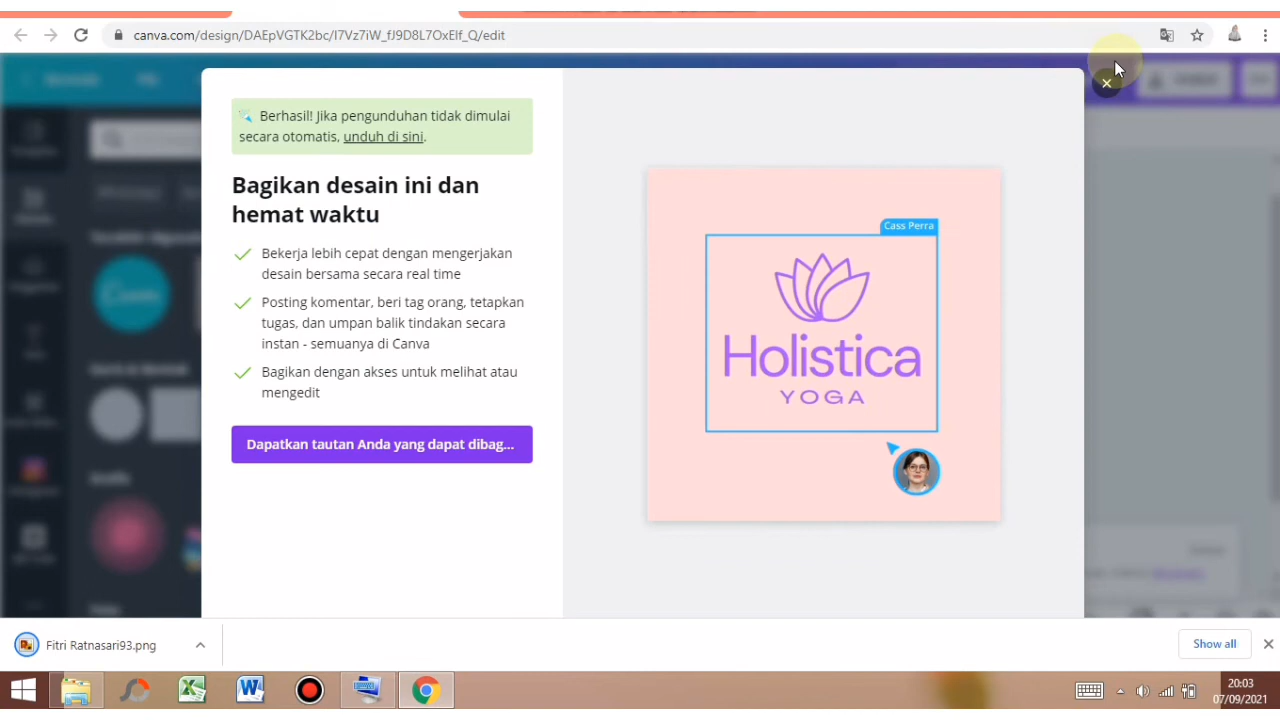 canva.com/design/DAEpVGTK2bc/I7Vz7iW_fJ9D8L7OxElf_Q/edit
Berhasil! Jika pengunduhan tidak dimulai
secara otomatis, unduh di sini.
Bagikan desain ini dan
hemat waktu
Bekerja lebih cepat dengan mengerjakan
desain bersama secara real time
Posting komentar, beri tag orang, tetapkan
tugas, dan umpan balik tindakan secara
instan - semuanya di Canva
Bagikan dengan akses untuk melihat atau
mengedit
Dapatkan tautan Anda yang dapat dibag...
Cass Perra
Holistica
YOGA
Fitri Ratnasari93.png
Show all
20:03
07/09/2021